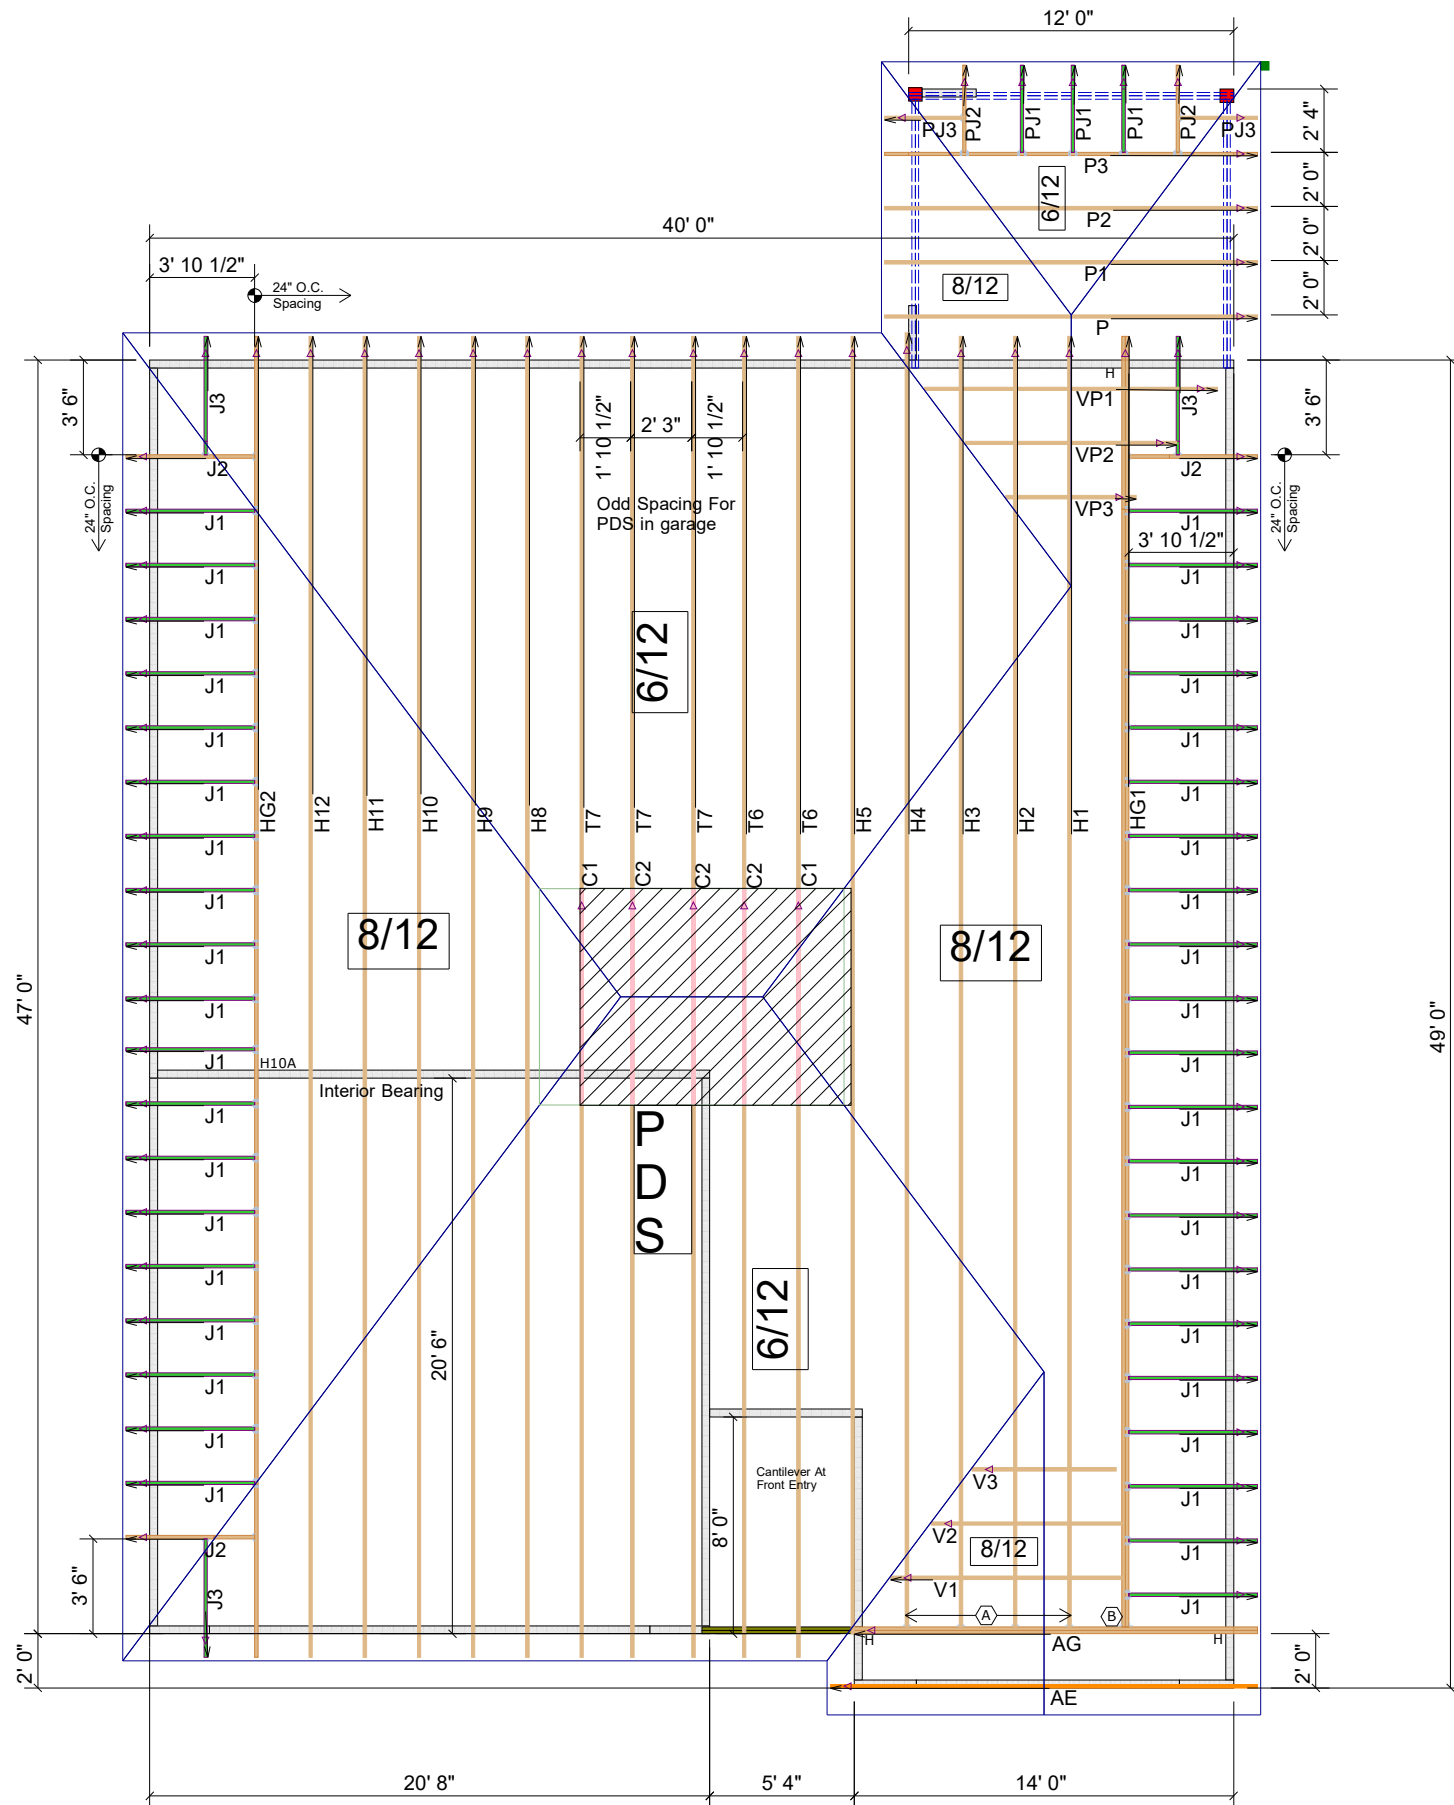 12' 0"
2' 4"
PJ3
PJ2
PJ1
PJ1
PJ1
PJ2
PJ3
P3
6/12
2' 0"
P2
40' 0"
2' 0"
3' 10 1/2"
P1
24" O.C.
Spacing
8/12
2' 0"
P
3' 6"
J3
H
VP1
J3
3' 6"
1' 10 1/2"
2' 3"
1' 10 1/2"
VP2
J2
J2
24" O.C.
Spacing
Odd Spacing For
PDS in garage
VP3
24" O.C.
Spacing
J1
J1
3' 10 1/2"
J1
J1
J1
J1
6/12
J1
J1
J1
J1
J1
J1
HG2
H12
H11
H10
H9
H8
T7
T7
T7
T6
T6
H5
H4
H3
H2
H1
HG1
J1
J1
C1
C2
C2
C2
C1
J1
J1
8/12
8/12
J1
J1
47' 0"
J1
J1
49' 0"
J1
H10A
J1
Interior Bearing
J1
J1
P
D
S
J1
J1
J1
J1
6/12
J1
J1
20' 6"
J1
J1
J1
J1
J1
J1
Cantilever At
Front Entry
V3
J1
J1
8' 0"
V2
J2
8/12
J1
3' 6"
J3
V1
J1
A
B
H
AG
H
2' 0"
2' 0"
AE
20' 8"
5' 4"
14' 0"